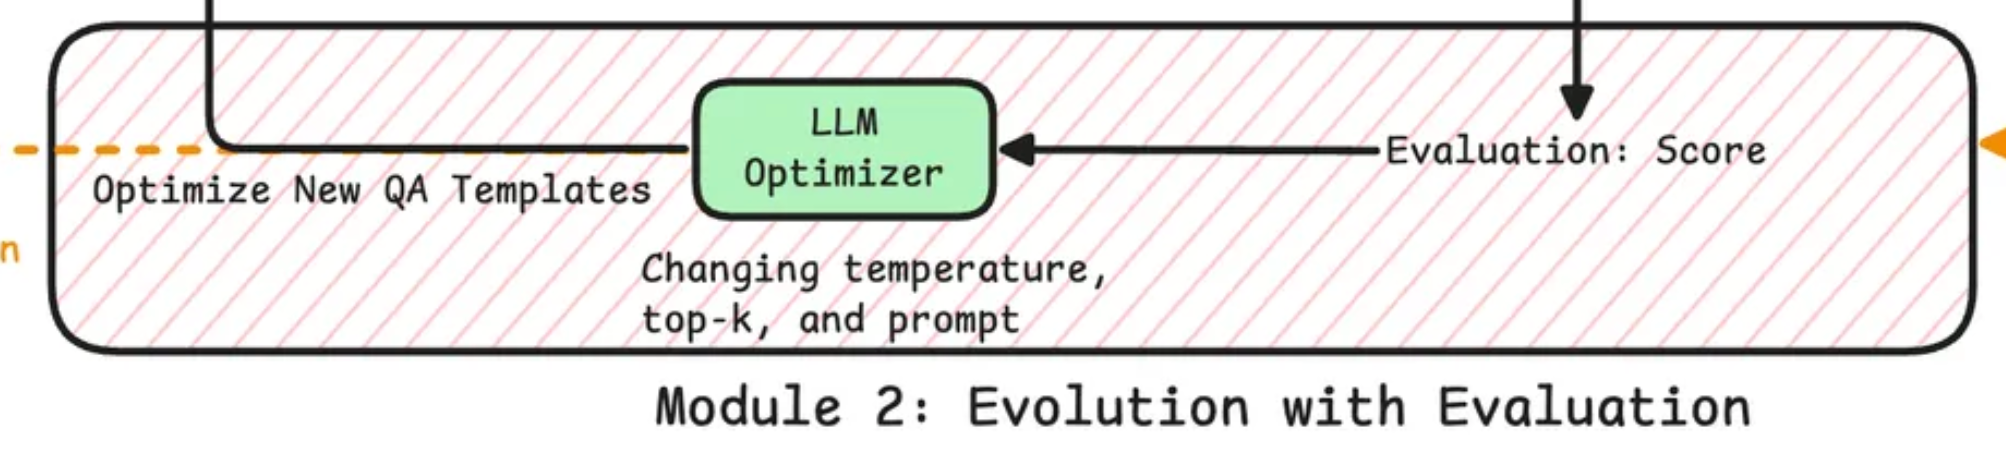 LLM
Optimizer
Evaluation: Score
Optimize New QA Templates
n
Changing temperature,
top-k, and prompt
Module 2: Evolution with Evaluation